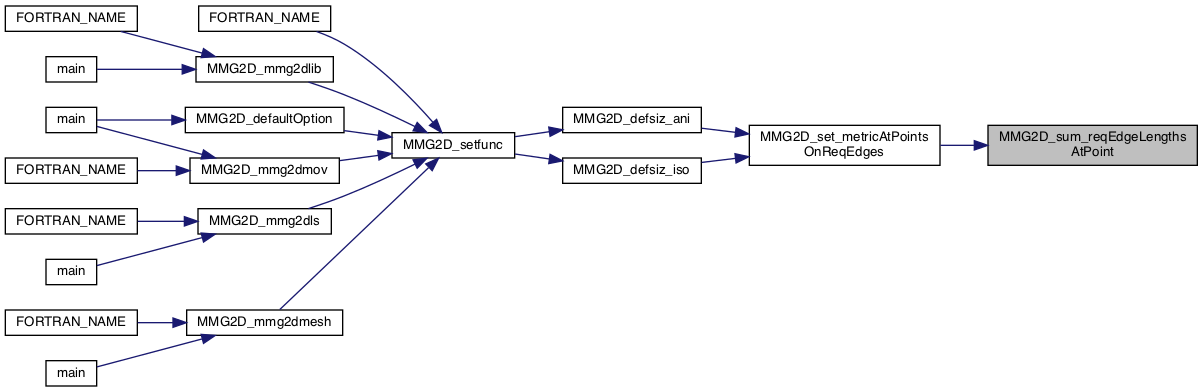 FORTRAN_NAME
FORTRAN_NAME
main
MMG2D_mmg2dlib
main
MMG2D_defaultOption
MMG2D_setfunc
MMG2D_defsiz_ani
MMG2D_set_metricAtPoints
OnReqEdges
MMG2D_sum_reqEdgeLengths
AtPoint
FORTRAN_NAME
MMG2D_mmg2dmov
MMG2D_defsiz_iso
FORTRAN_NAME
MMG2D_mmg2dls
main
FORTRAN_NAME
MMG2D_mmg2dmesh
main